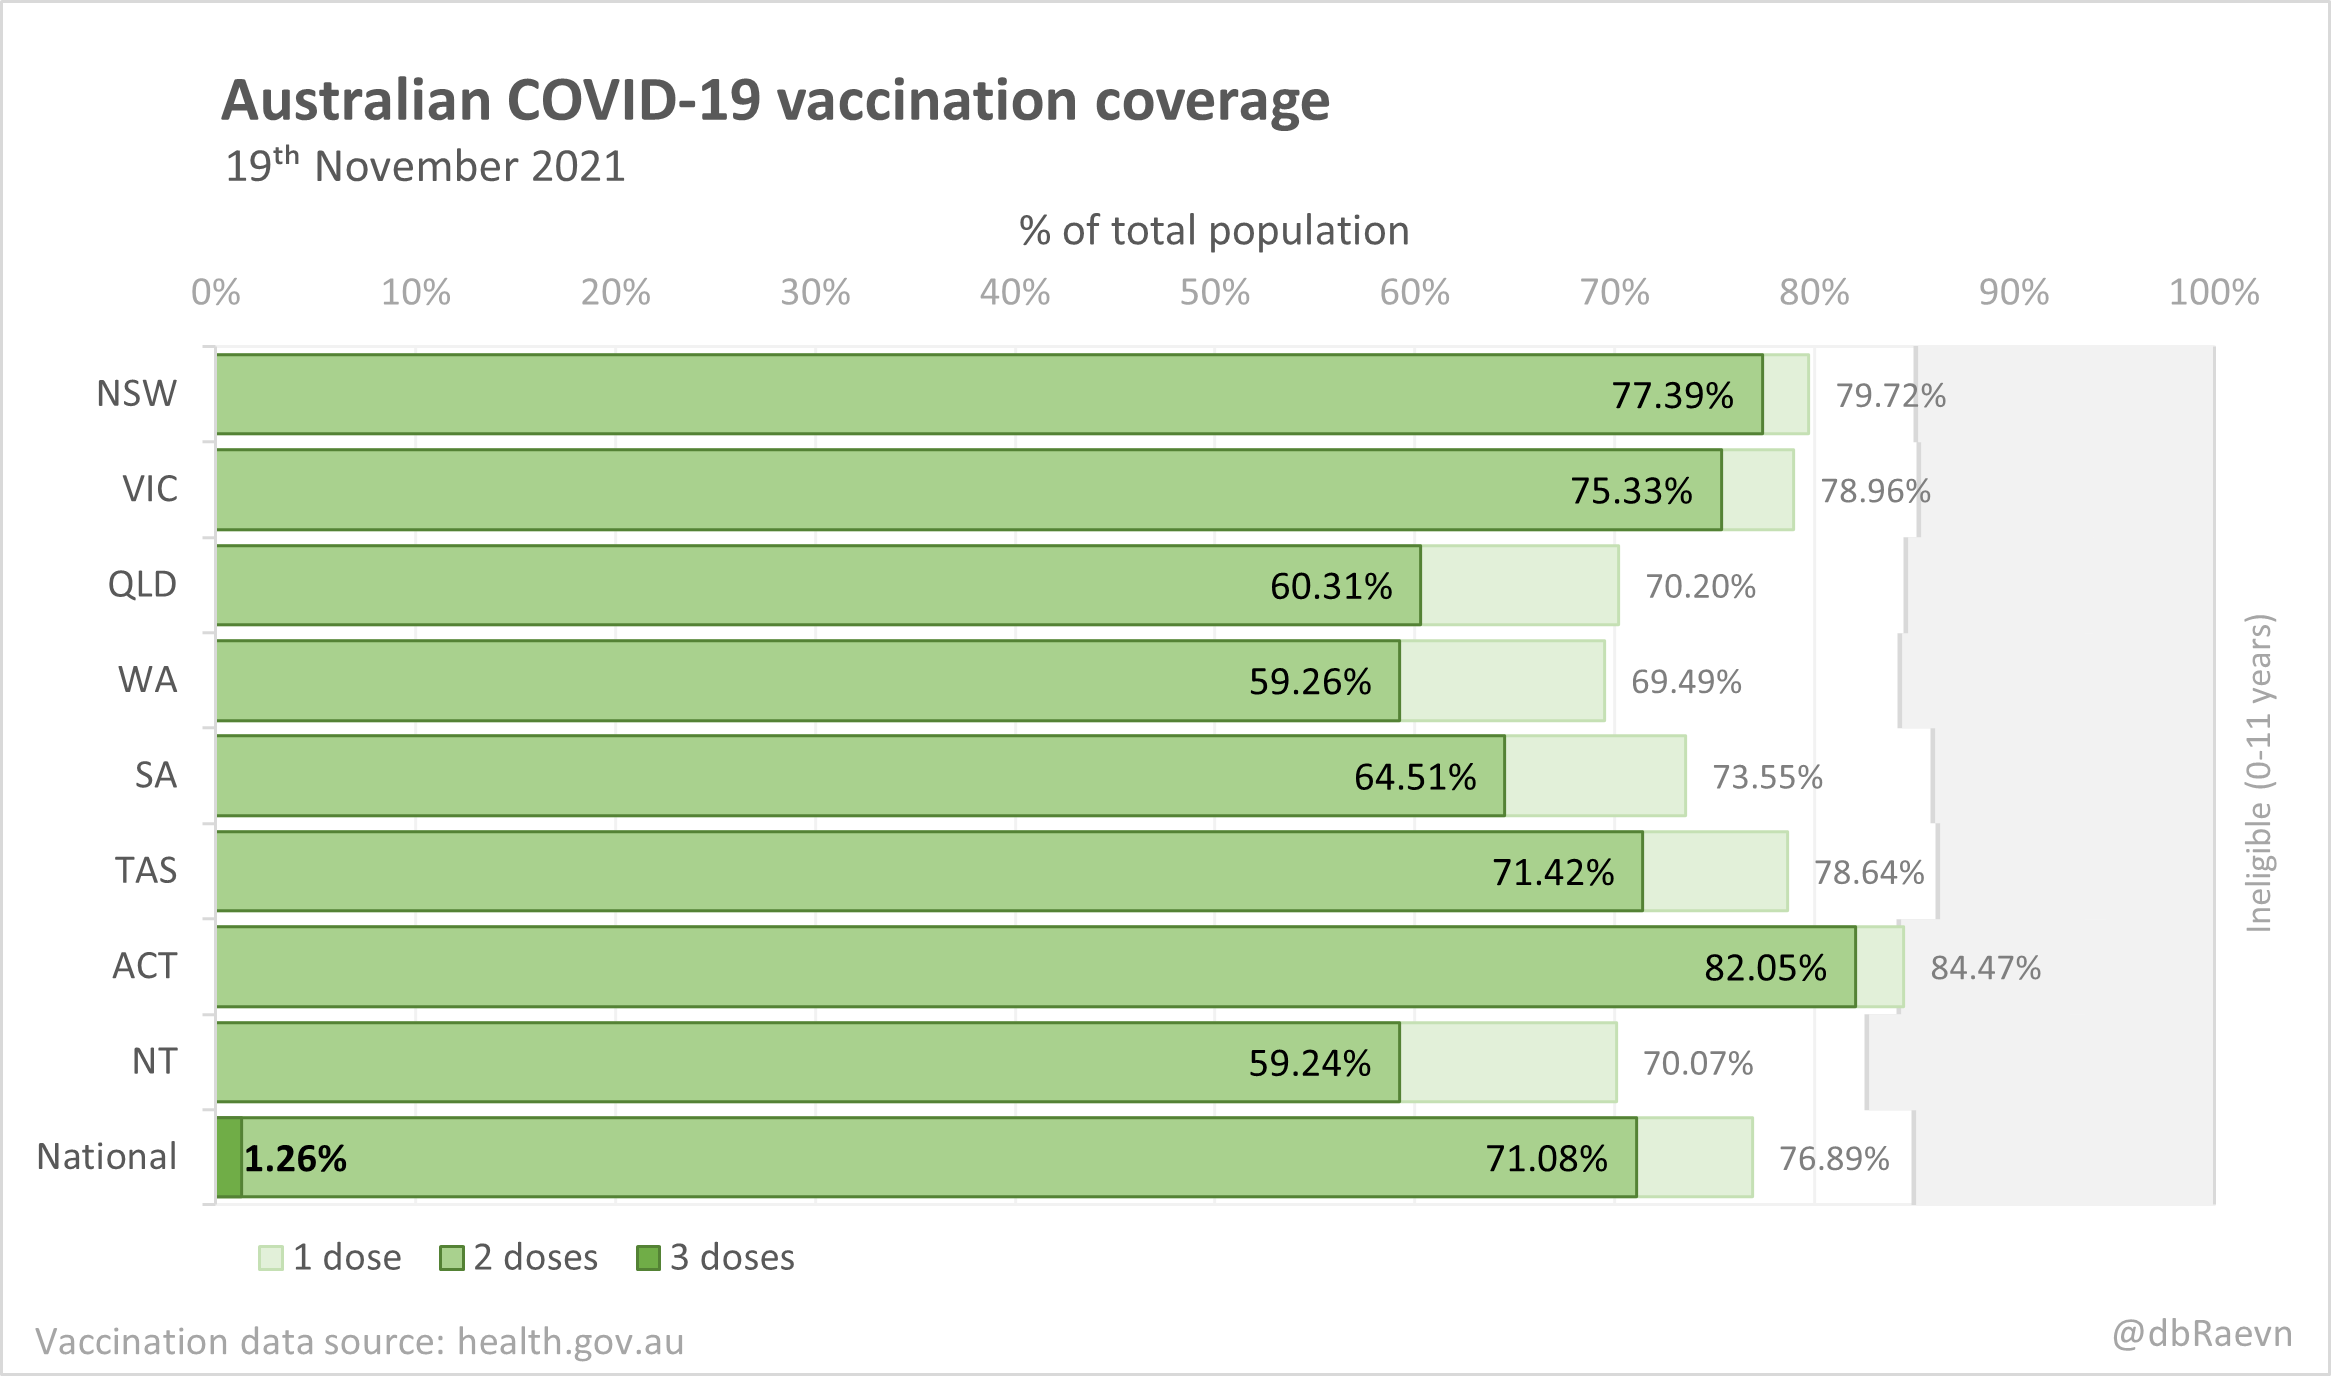 Australian COVID-19 vaccination coverage
19th November 2021
% of total population
0% 10% 20% 30% 40% 50% 60% 70% 80% 90% 100%
NSW 77.39% 79.72%
VIC 75.33% 78.96%
QLD 60.31% 70.20%
WA 59.26% 69.49%
SA 64.51% 73.55%
TAS 71.42% 78.64%
ACT 82.05% 84.47%
NT 59.24% 70.07%
National 1.26% 71.08% 76.89%
Ineligible (0-11 years)
1 dose 2 doses 3 doses
Vaccination data source: health.gov.au
@dbRaevn